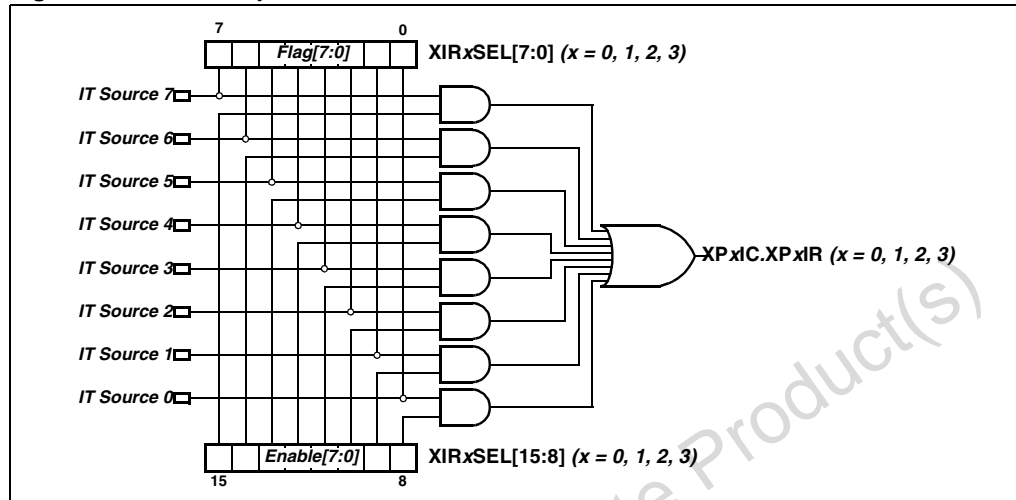 7 0
Flag[7:0] XIRxSEL[7:0] (x = 0, 1, 2, 3)
IT Source 7
IT Source 6
IT Source 5
IT Source 4
IT Source 3
IT Source 2
IT Source 1
IT Source 0
XPxIC.XPxIR (x = 0, 1, 2, 3)
Enable[7:0] XIRxSEL[15:8] (x = 0, 1, 2, 3)
15 8
Product(s)